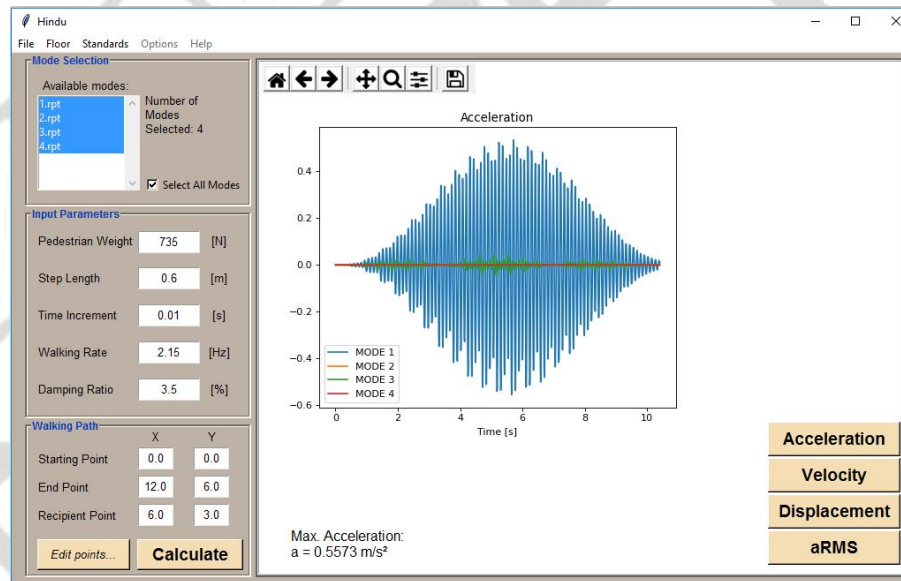 Hindu
File Floor Standards Options Help
Mode Selection
Available modes:
1.rpt
2.rpt
3.rpt
4.rpt
Number of
Modes
Selected: 4
Select All Modes
Input Parameters
Pedestrian Weight 735 [N]
Step Length 0.6 [m]
Time Increment 0.01 [s]
Walking Rate 2.15 [Hz]
Damping Ratio 3.5 [%]
Walking Path
X Y
Starting Point 0.0 0.0
End Point 12.0 6.0
Recipient Point 6.0 3.0
Edit points... Calculate
Acceleration
0.4
0.2
0.0
−0.2
−0.4
−0.6
MODE 1
MODE 2
MODE 3
MODE 4
0 2 4 6 8 10
Time [s]
Max. Acceleration:
a = 0.5573 m/s²
Acceleration
Velocity
Displacement
aRMS